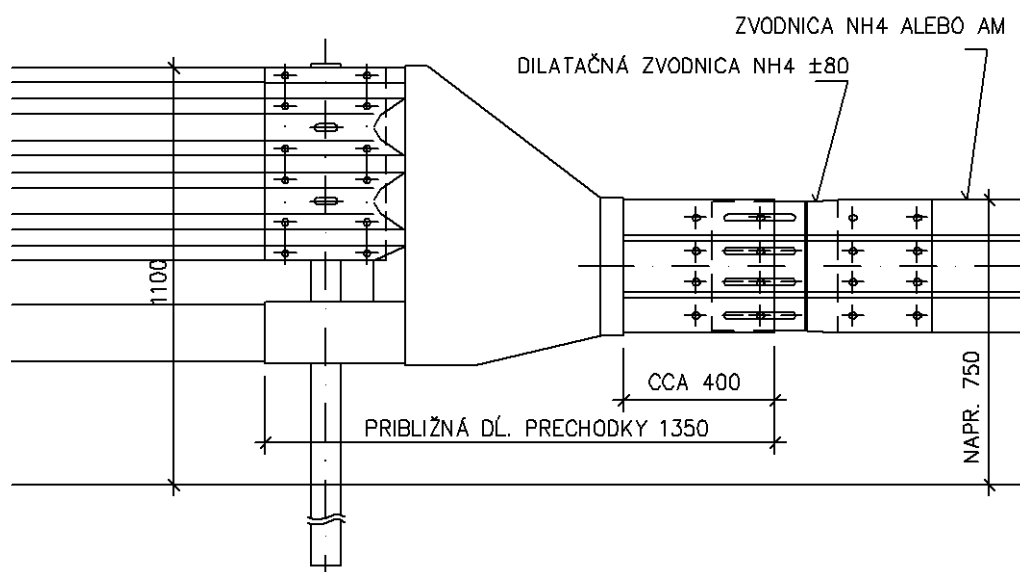 ZVODNICA NH4 ALEBO AM
DILATAČNÁ ZVODNICA NH4 ±80
1100
CCA 400
PRIBLIŽNÁ DĹ. PRECHODKY 1350
NAPR. 750